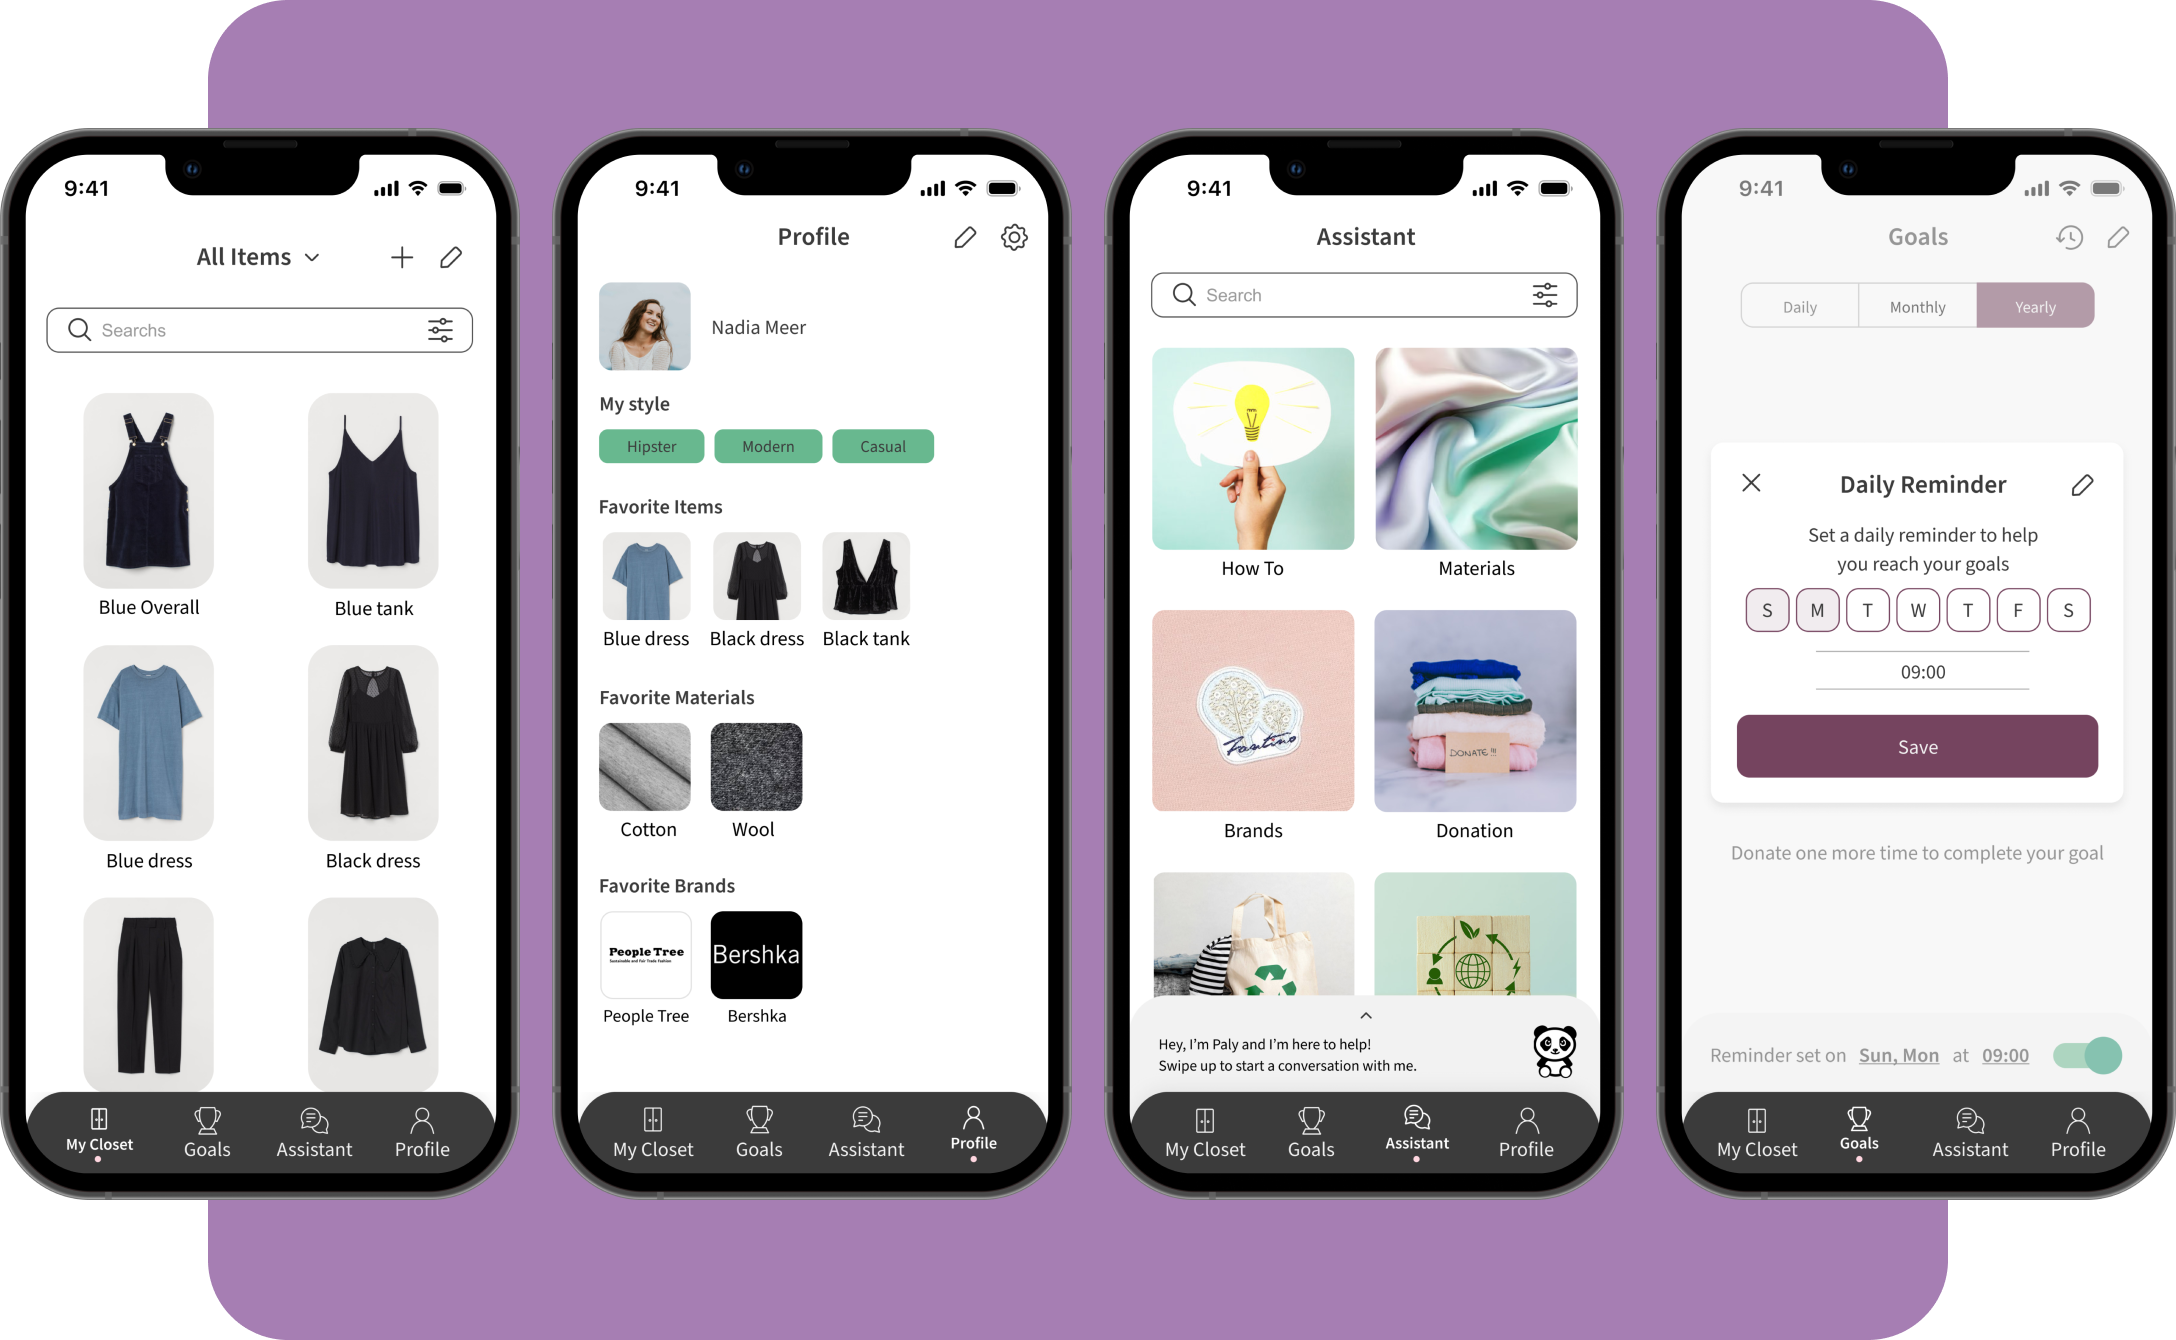 9:41
All Items
Searchs
Blue Overall
Blue tank
Blue dress
Black dress
My Closet
Goals
Assistant
Profile
9:41
Profile
Nadia Meer
My style
Hipster
Modern
Casual
Favorite Items
Blue dress
Black dress
Black tank
Favorite Materials
Cotton
Wool
Favorite Brands
People Tree
Sustainable and Fair Trade Fashion
Bershka
People Tree
Bershka
My Closet
Goals
Assistant
Profile
9:41
Assistant
Search
How To
Materials
Fantino
DONATE !!!
Brands
Donation
Hey, I'm Paly and I'm here to help!
Swipe up to start a conversation with me.
My Closet
Goals
Assistant
Profile
9:41
Goals
Daily
Monthly
Yearly
Daily Reminder
Set a daily reminder to help
you reach your goals
S M T W T F S
09:00
Save
Donate one more time to complete your goal
Reminder set on Sun, Mon at 09:00
My Closet
Goals
Assistant
Profile